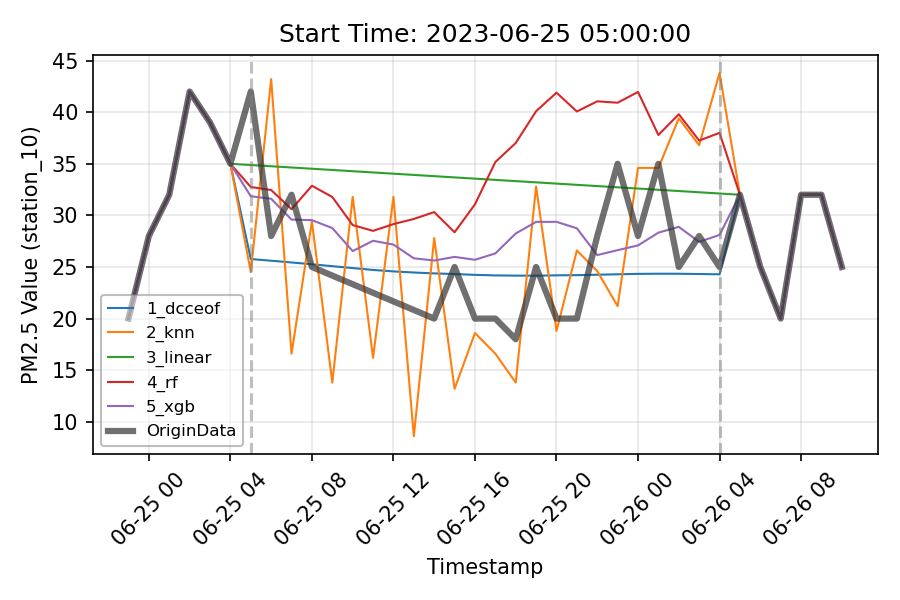 Start Time: 2023-06-25 05:00:00
PM2.5 Value (station_10)
45
40
35
30
25
20
15
10
1_dcceof
2_knn
3_linear
4_rf
5_xgb
OriginData
06-25 00
06-25 04
06-25 08
06-25 12
06-25 16
06-25 20
06-26 00
06-26 04
06-26 08
Timestamp